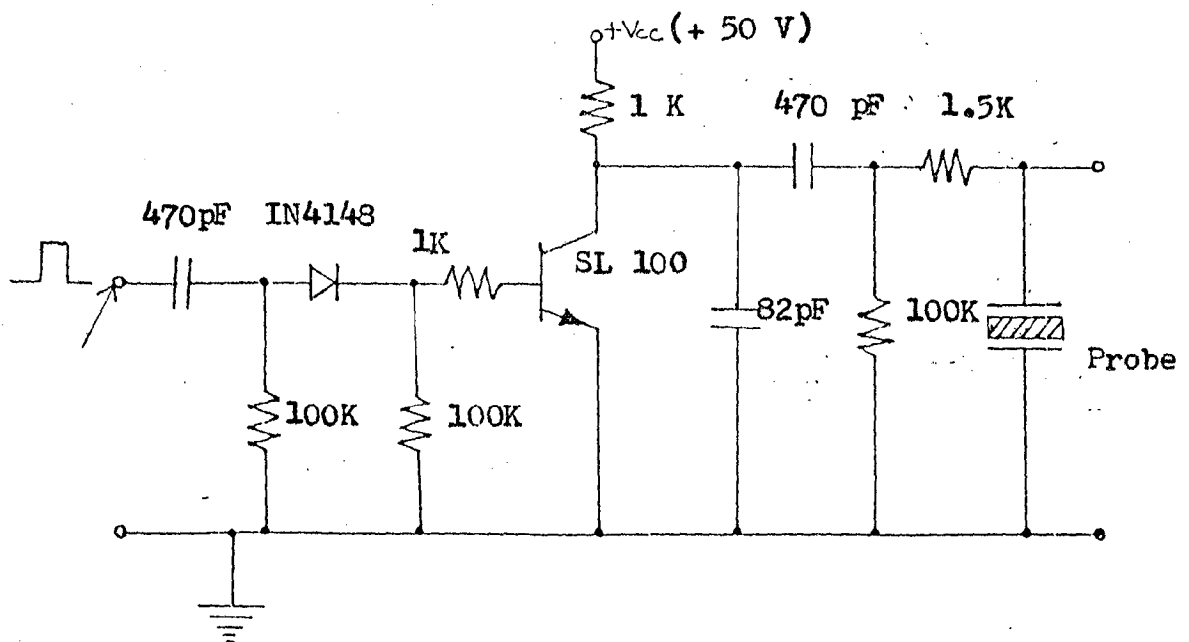 +Vcc (+ 50 V)
1 K
470 pF
1.5K
470pF
IN4148
1K
SL 100
82pF
100K
Probe
100K
100K